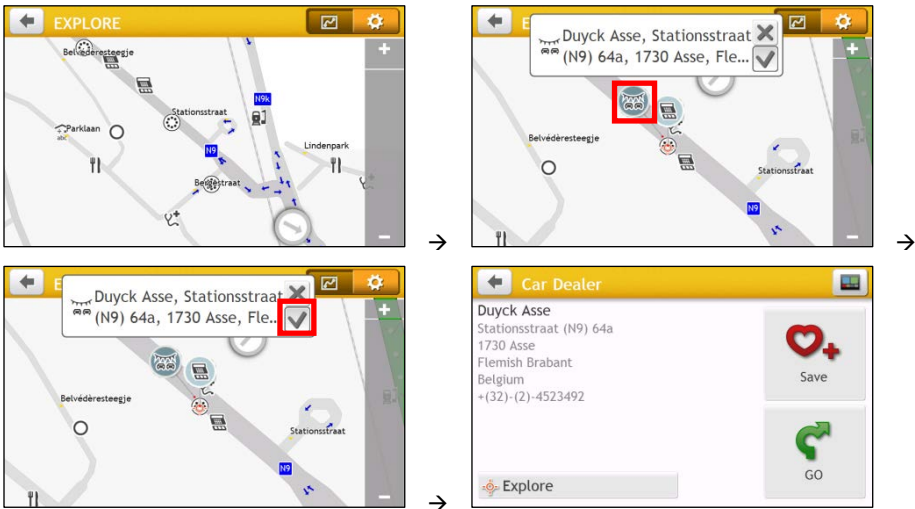 EXPLORE
Belvédèresteegje
Stationsstraat
N9k
Parklaan
abc
N9
Lindenpark
Bergestraat
→
E
Duyck Asse, Stationsstraat
(N9) 64a, 1730 Asse, Fle...
Belvédèresteegje
Stationsstraat
N9
→
E
Duyck Asse, Stationsstraat
(N9) 64a, 1730 Asse, Fle...
Belvédèresteegje
Stationsstraat
N9
→
Car Dealer
Duyck Asse
Stationsstraat (N9) 64a
1730 Asse
Flemish Brabant
Belgium
+(32)-(2)-4523492
Save
GO
Explore